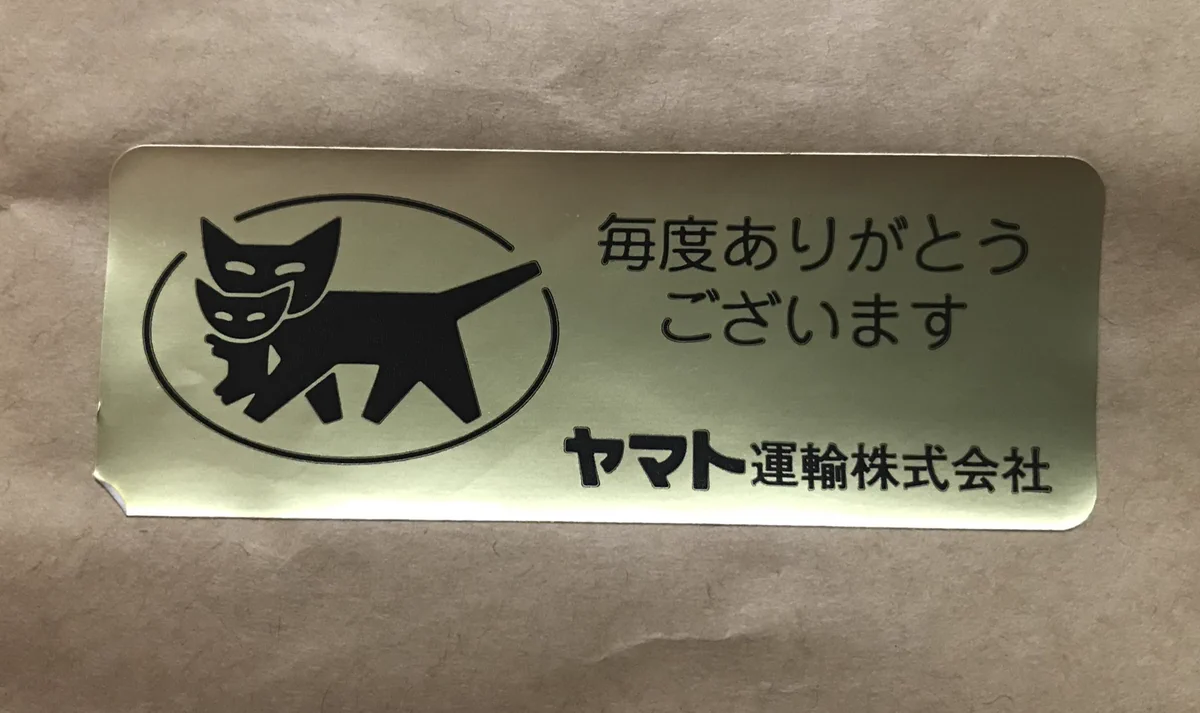 毎度ありがとう
ございます
ヤマト運輸株式会社